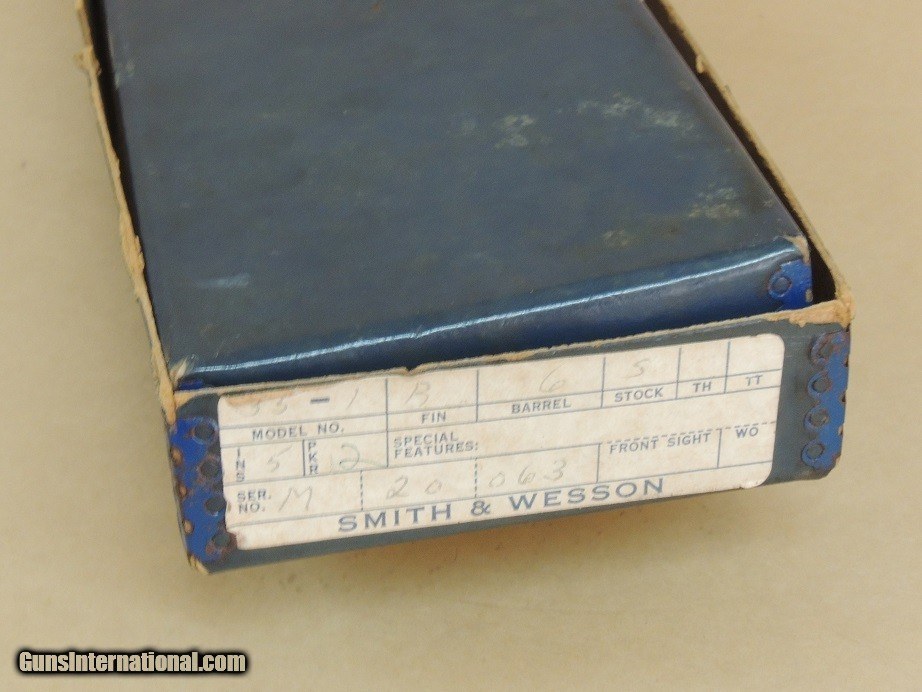 35-1 B 6 S
MODEL NO. FIN BARREL STOCK TH TT
INS 5 PKR 2 SPECIAL FEATURES: FRONT SIGHT WO
SER. NO. M 20 063
SMITH & WESSON
GunsInternational.com